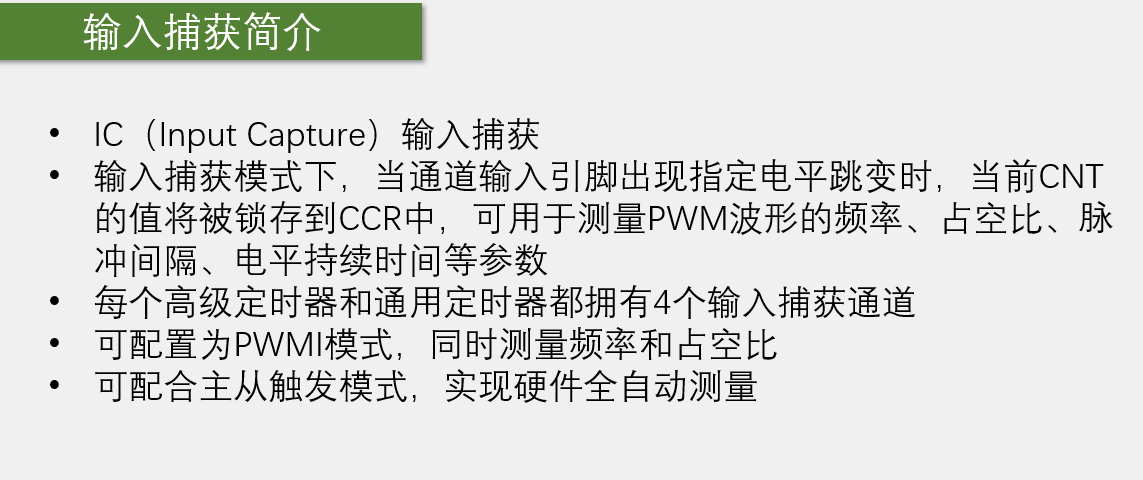 输入捕获简介
• IC（Input Capture）输入捕获
• 输入捕获模式下，当通道输入引脚出现指定电平跳变时，当前CNT
的值将被锁存到CCR中，可用于测量PWM波形的频率、占空比、脉
冲间隔、电平持续时间等参数
• 每个高级定时器和通用定时器都拥有4个输入捕获通道
• 可配置为PWMI模式，同时测量频率和占空比
• 可配合主从触发模式，实现硬件全自动测量